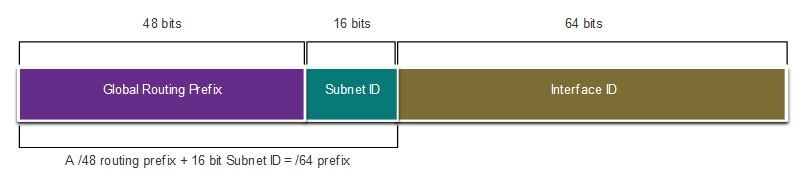 48 bits
16 bits
64 bits
Global Routing Prefix
Subnet ID
Interface ID
A /48 routing prefix + 16 bit Subnet ID = /64 prefix